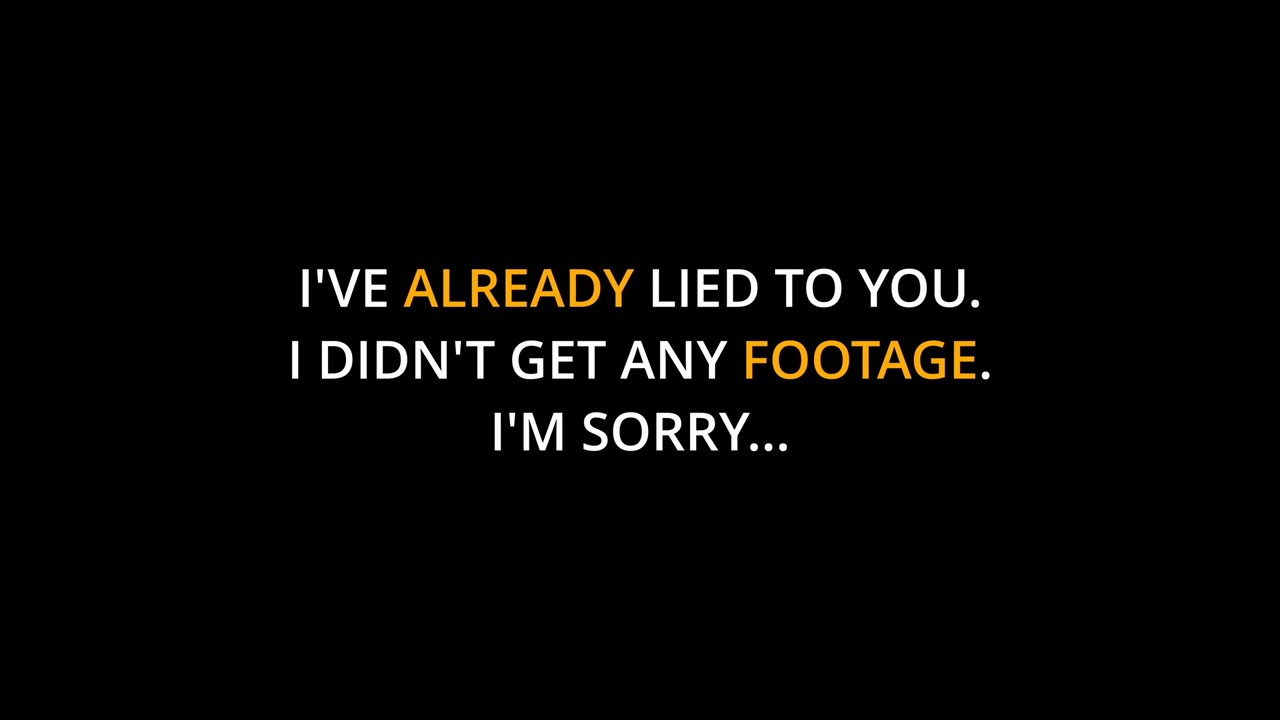 I'VE ALREADY LIED TO YOU.
I DIDN'T GET ANY FOOTAGE.
I'M SORRY...